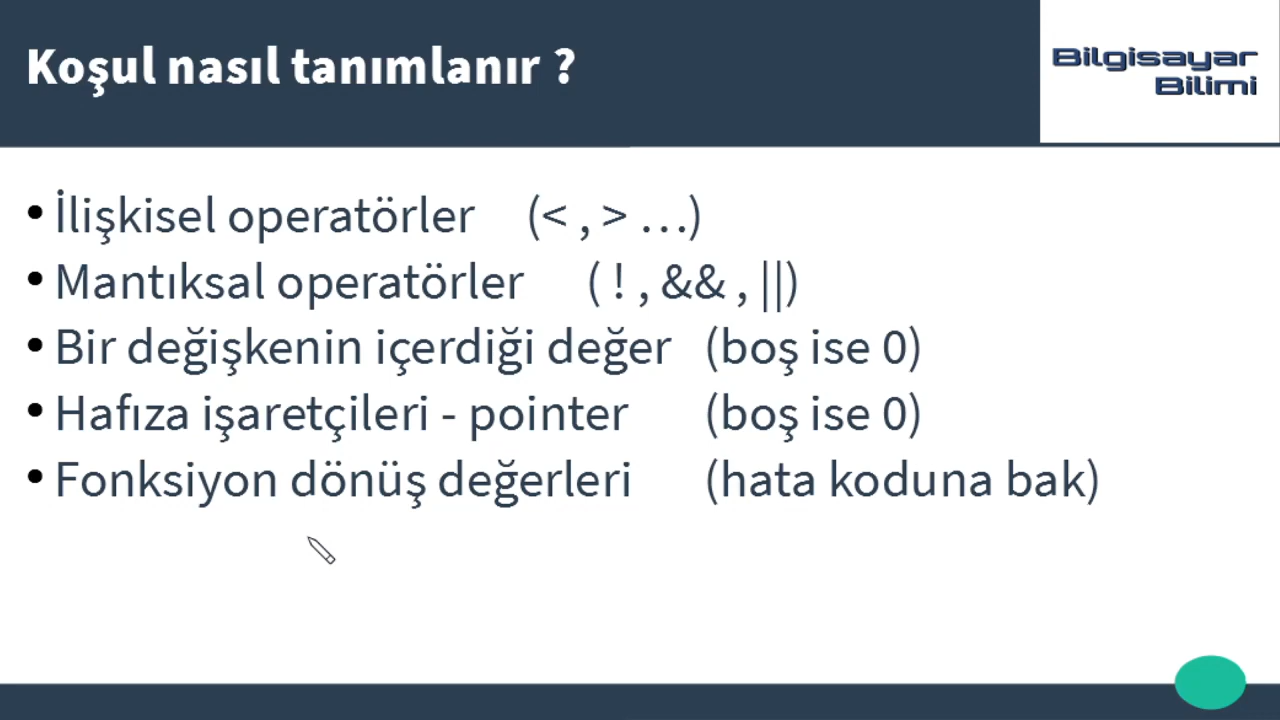 Koşul nasıl tanımlanır ?
Bilgisayar
Bilimi
• İlişkisel operatörler (< , > ...)
• Mantıksal operatörler ( ! , && , ||)
• Bir değişkenin içerdiği değer (boş ise 0)
• Hafıza işaretçileri - pointer (boş ise 0)
• Fonksiyon dönüş değerleri (hata koduna bak)